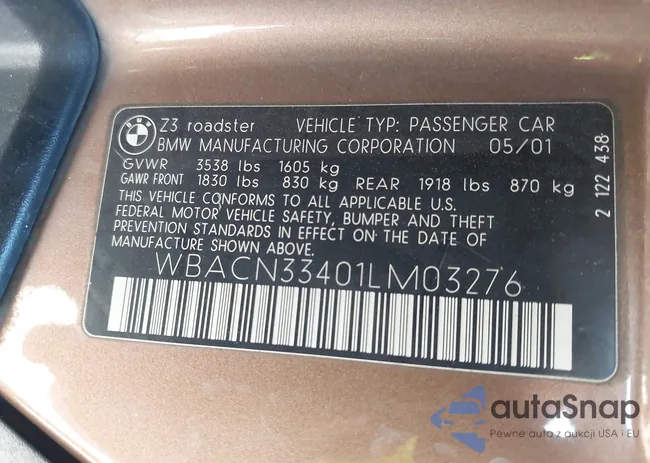 BMW
Z3 roadster VEHICLE TYP: PASSENGER CAR
BMW MANUFACTURING CORPORATION 05/01
GVWR 3538 lbs 1605 kg
GAWR FRONT 1830 lbs 830 kg REAR 1918 lbs 870 kg
THIS VEHICLE CONFORMS TO ALL APPLICABLE U.S.
FEDERAL MOTOR VEHICLE SAFETY, BUMPER AND THEFT
PREVENTION STANDARDS IN EFFECT ON THE DATE OF
MANUFACTURE SHOWN ABOVE.
WBACN33401LM03276
2 122 438
autaSnap
Pewne auta z aukcji USA i EU